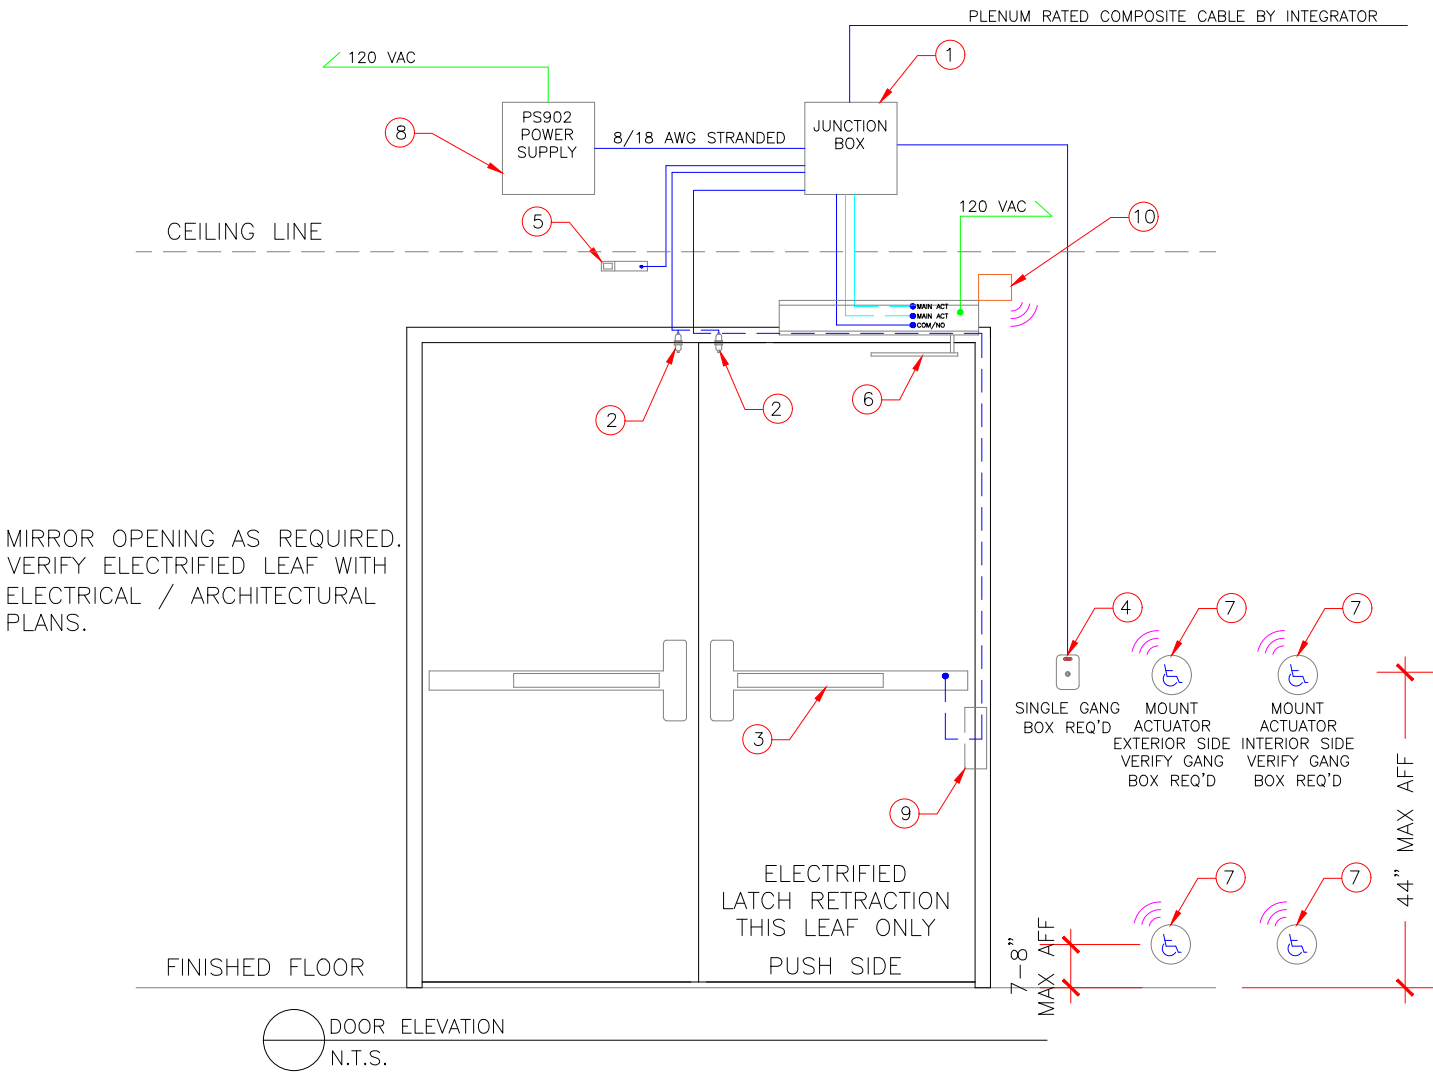 PLENUM RATED COMPOSITE CABLE BY INTEGRATOR
120 VAC
1
PS902
POWER
SUPPLY
8
8/18 AWG STRANDED
JUNCTION
BOX
120 VAC
10
5
CEILING LINE
MAIN ACT
MAIN ACT
COM/NO
2
2
6
MIRROR OPENING AS REQUIRED.
VERIFY ELECTRIFIED LEAF WITH
ELECTRICAL / ARCHITECTURAL
PLANS.
4
7
7
3
SINGLE GANG
BOX REQ'D
MOUNT
ACTUATOR
EXTERIOR SIDE
VERIFY GANG
BOX REQ'D
MOUNT
ACTUATOR
INTERIOR SIDE
VERIFY GANG
BOX REQ'D
9
44" MAX AFF
ELECTRIFIED
LATCH RETRACTION
THIS LEAF ONLY
PUSH SIDE
7
7
7-8"
MAX AFF
FINISHED FLOOR
DOOR ELEVATION
N.T.S.